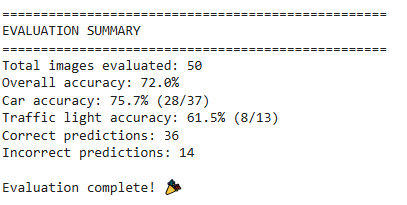 ==================================================
EVALUATION SUMMARY
==================================================
Total images evaluated: 50
Overall accuracy: 72.0%
Car accuracy: 75.7% (28/37)
Traffic light accuracy: 61.5% (8/13)
Correct predictions: 36
Incorrect predictions: 14
Evaluation complete! 🎉